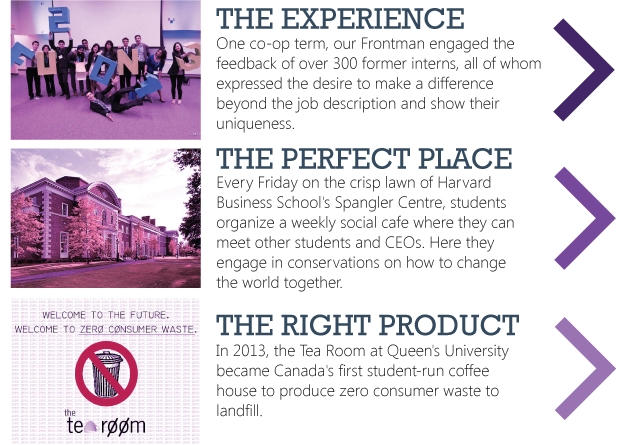 THE EXPERIENCE
One co-op term, our Frontman engaged the
feedback of over 300 former interns, all of whom
expressed the desire to make a difference
beyond the job description and show their
uniqueness.
THE PERFECT PLACE
Every Friday on the crisp lawn of Harvard
Business School's Spangler Centre, students
organize a weekly social cafe where they can
meet other students and CEOs. Here they
engage in conservations on how to change
the world together.
WELCOME TO THE FUTURE.
WELCOME TO ZERØ CØNSUMER WASTE.
the
tea røøm
THE RIGHT PRODUCT
In 2013, the Tea Room at Queen's University
became Canada's first student-run coffee
house to produce zero consumer waste to
landfill.